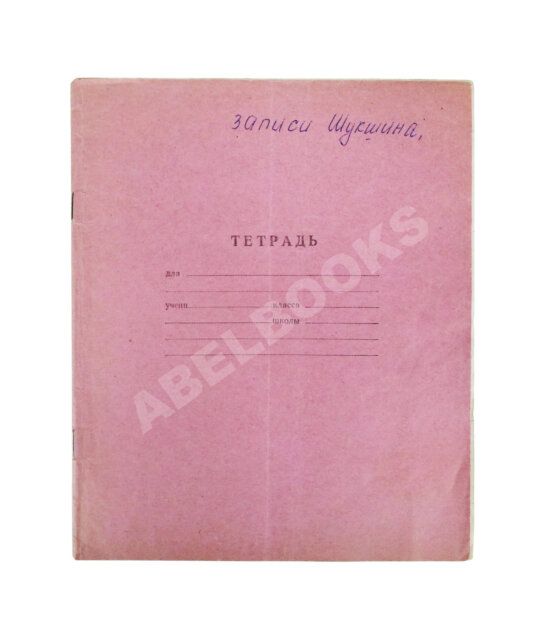 записи Шукшина,
ТЕТРАДЬ
для
учени класса
школы
ABELBOOKS